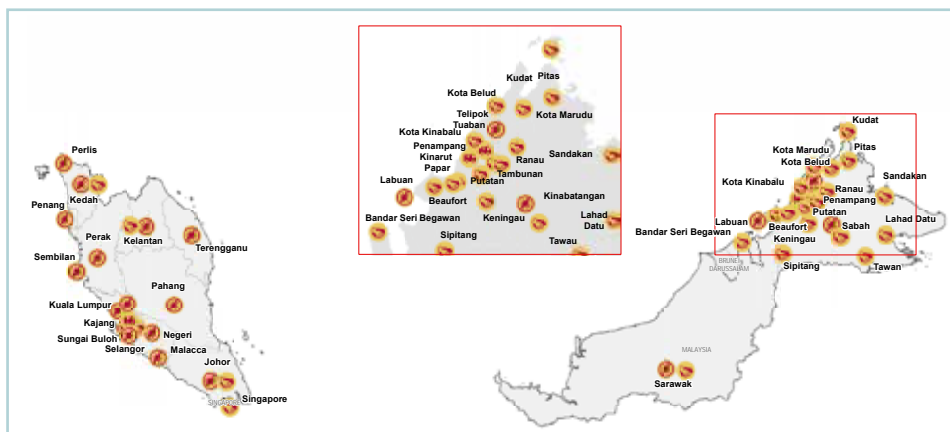 Perlis
Kedah
Penang
Kelantan
Perak
Terengganu
Sembilan
Pahang
Kuala Lumpur
Kajang
Sungai Buloh
Negeri
Selangor
Malacca
Johor
SINGAPORE
Singapore
Kudat
Pitas
Kota Belud
Kota Marudu
Telipok
Tuaban
Kota Kinabalu
Penampang
Kinarut
Papar
Ranau
Sandakan
Tambunan
Putatan
Labuan
Beaufort
Kinabatangan
Keningau
Bandar Seri Begawan
Lahad
Datu
Sipitang
Tawau
Kudat
Kota Marudu
Pitas
Kota Belud
Kota Kinabalu
Ranau
Sandakan
Penampang
Putatan
Labuan
Lahad Datu
Beaufort
Sabah
Bandar Seri Begawan
Keningau
BRUNEI
DARUSSALAM
Sipitang
Tawan
MALAYSIA
Sarawak